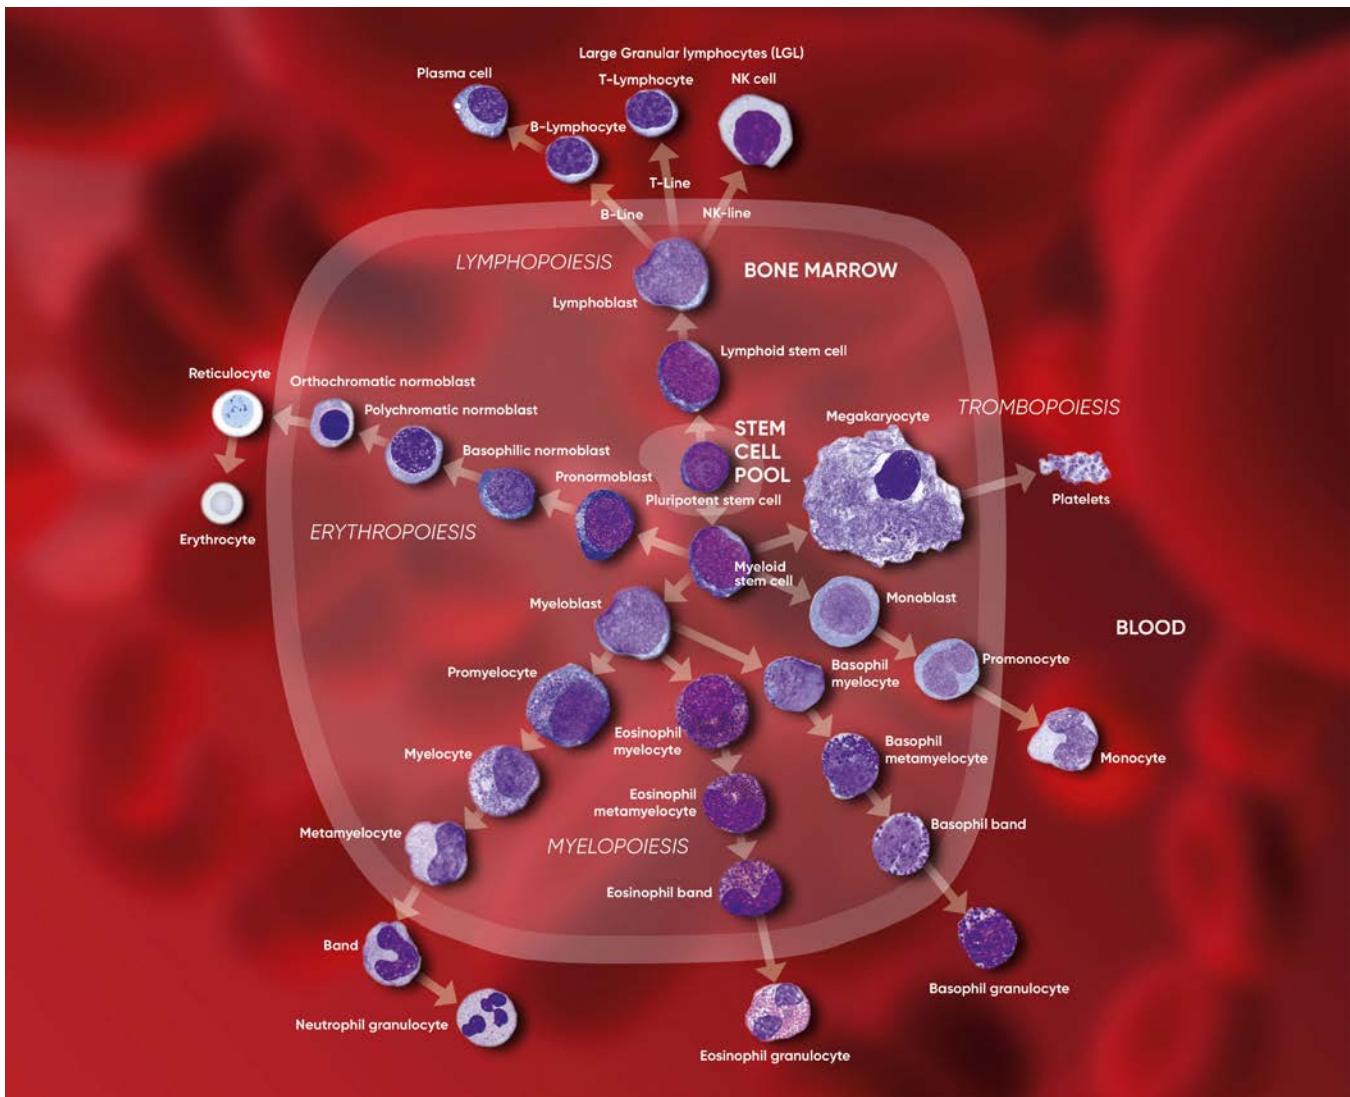 Large Granular lymphocytes (LGL)
Plasma cell
T-Lymphocyte
NK cell
B-Lymphocyte
T-Line
B-Line
NK-line
LYMPHOPOIESIS
BONE MARROW
Lymphoblast
Lymphoid stem cell
Reticulocyte
Orthochromatic normoblast
Polychromatic normoblast
Megakaryocyte
TROMBOPOIESIS
STEM
CELL
POOL
Basophilic normoblast
Pronormoblast
Pluripotent stem cell
Platelets
Erythrocyte
ERYTHROPOIESIS
Myeloid
stem cell
Myeloblast
Monoblast
BLOOD
Promyelocyte
Basophil
myelocyte
Promonocyte
Eosinophil
myelocyte
Myelocyte
Basophil
metamyelocyte
Monocyte
Eosinophil
metamyelocyte
Metamyelocyte
Basophil band
MYELOPOIESIS
Eosinophil band
Band
Basophil granulocyte
Neutrophil granulocyte
Eosinophil granulocyte